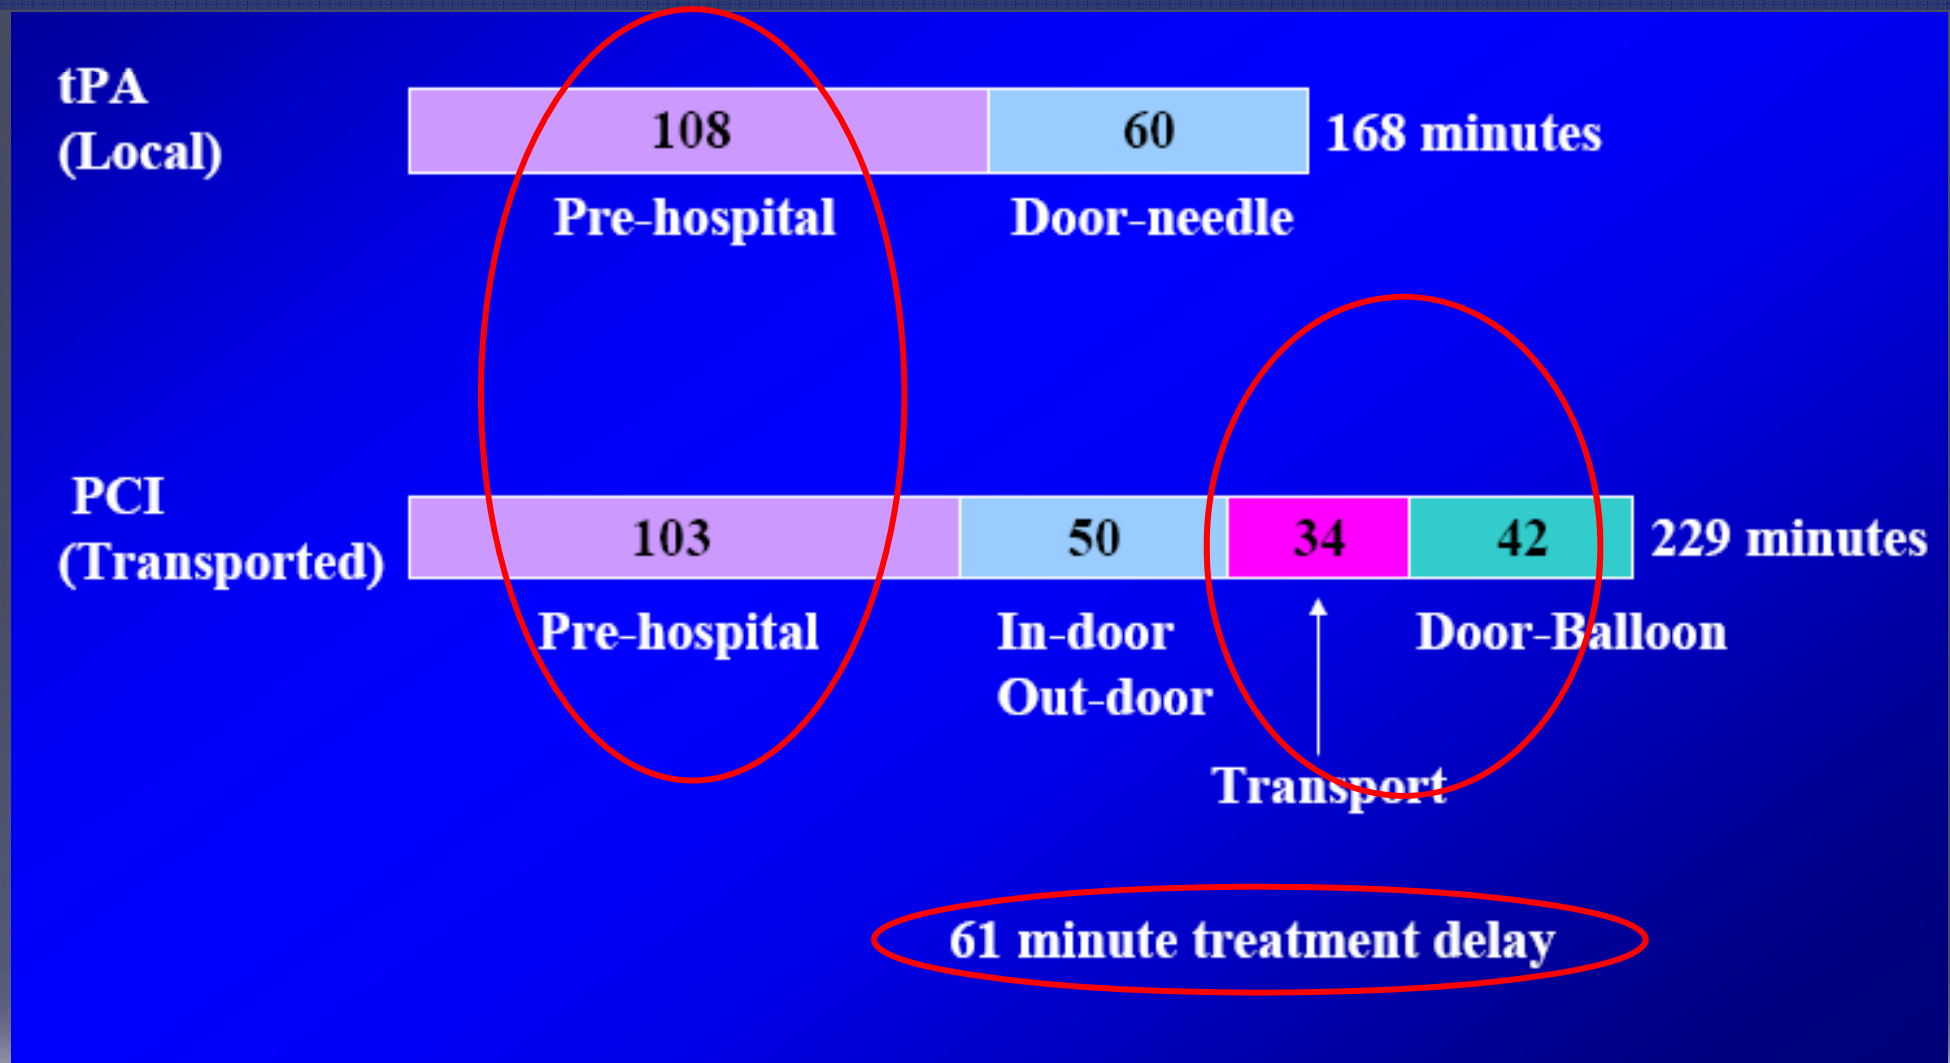 tPA
(Local)
108
60
168 minutes
Pre-hospital
Door-needle
PCI
(Transported)
103
50
34
42
229 minutes
Pre-hospital
In-door
Out-door
Door-Balloon
Transport
61 minute treatment delay